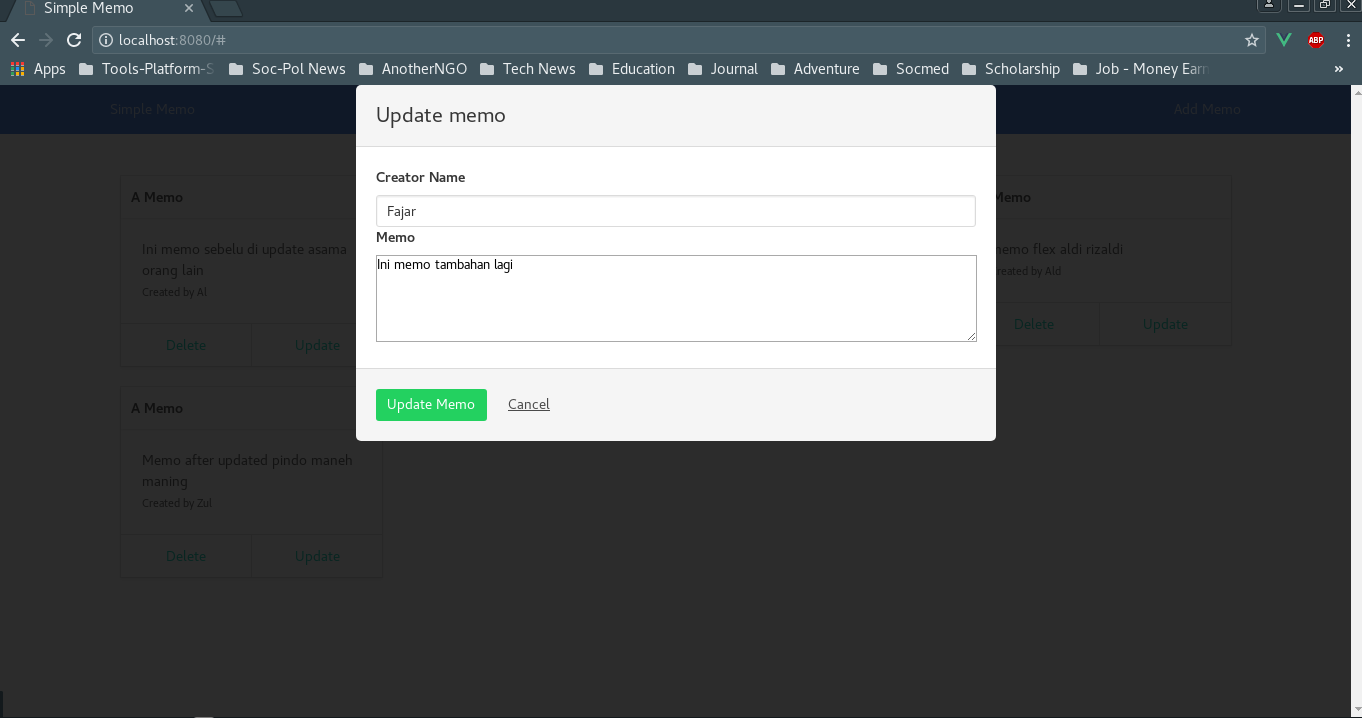 Simple Memo
localhost:8080/#
ABP
Apps Tools-Platform-S Soc-Pol News AnotherNGO Tech News Education Journal Adventure Socmed Scholarship Job - Money Earn »
Simple Memo Add Memo
Update memo
Creator Name
Fajar
Memo
Ini memo tambahan lagi
Update Memo Cancel
A Memo
Ini memo sebelu di update asama
orang lain
Created by Al
Delete Update
Memo
memo flex aldi rizaldi
reated by Ald
Delete Update
A Memo
Memo after updated pindo maneh
maning
Created by Zul
Delete Update